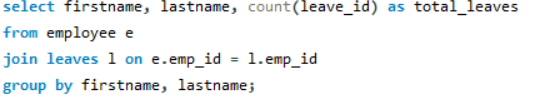 select firstname, lastname, count(leave_id) as total_leaves
from employee e
join leaves l on e.emp_id = l.emp_id
group by firstname, lastname;